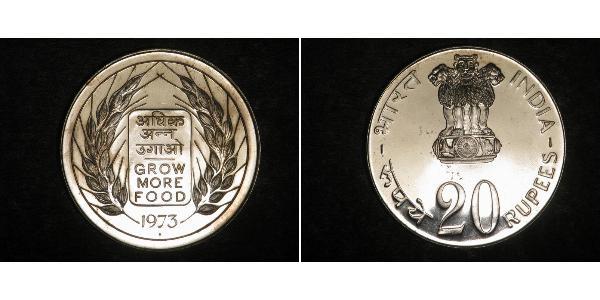 अधिक
अन्न
उगाओ
GROW
MORE
FOOD
1973
भारत INDIA
रुपये 20 RUPEES